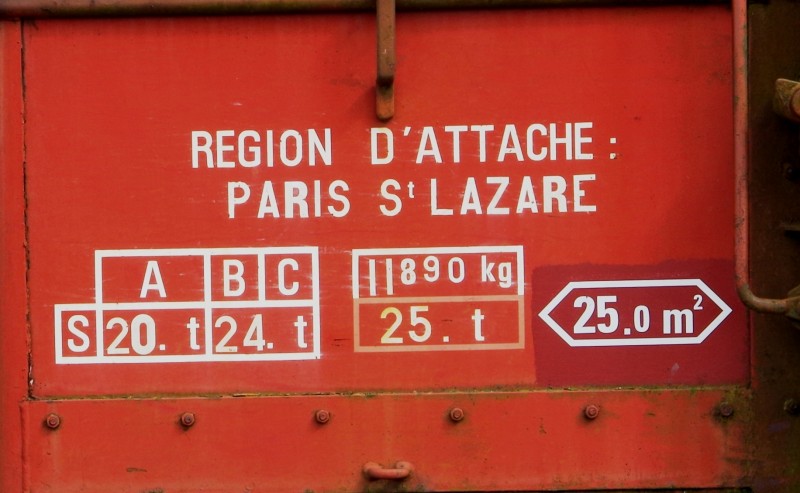 REGION D'ATTACHE :
PARIS St LAZARE
A B C
S 20. t 24. t
11890 kg
25. t
25.0 m²